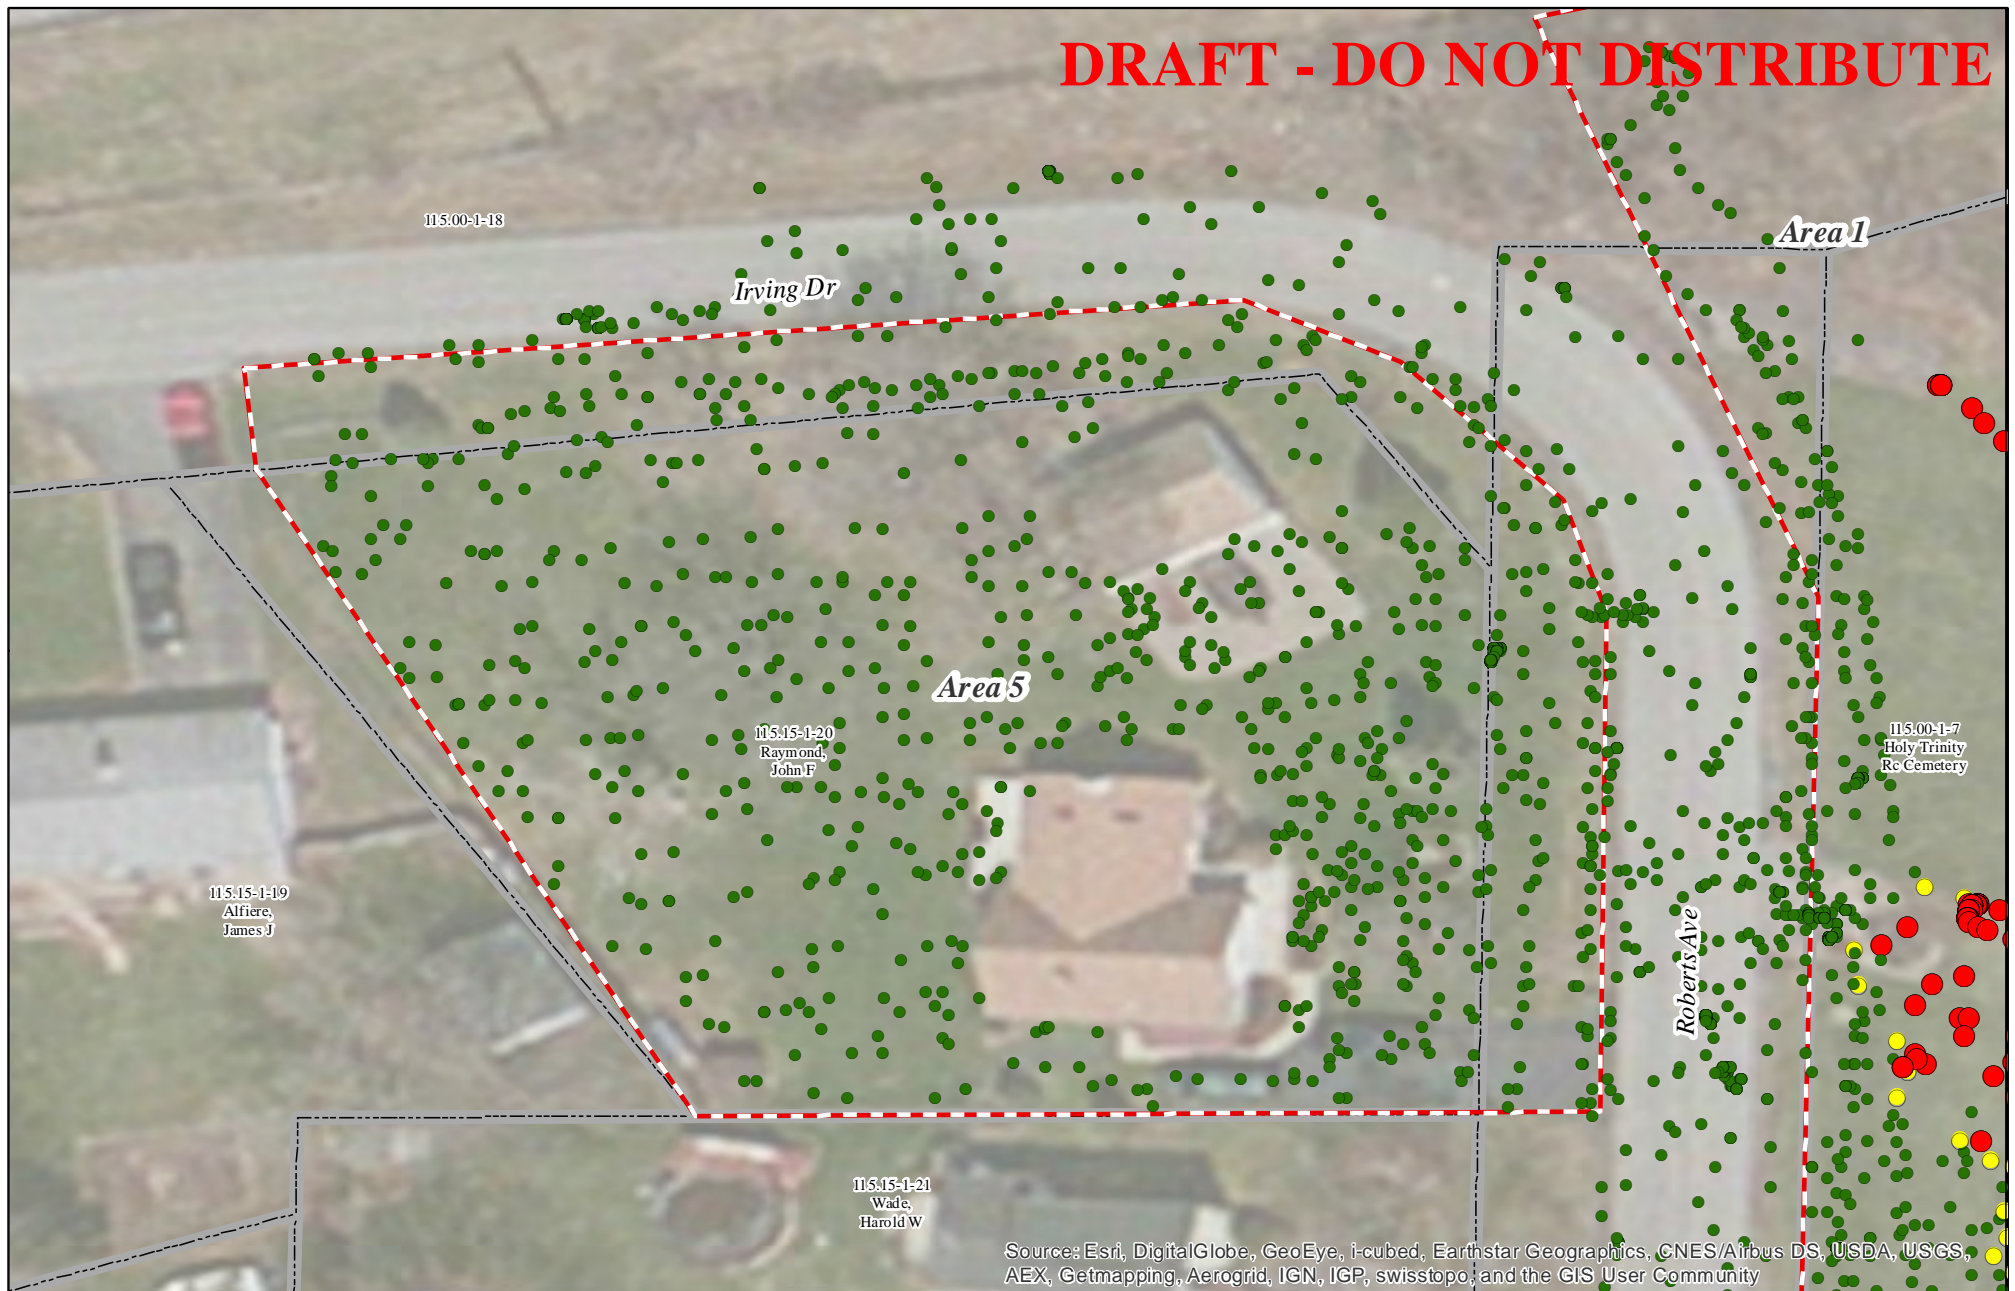 DRAFT - DO NOT DISTRIBUTE
115.00-1-18
Area 1
Irving Dr
Area 5
115.15-1-20
Raymond,
John F
115.00-1-7
Holy Trinity
Rc Cemetery
115.15-1-19
Alfiere,
James J
Roberts Ave
115.15-1-21
Wade,
Harold W
Source: Esri, DigitalGlobe, GeoEye, i-cubed, Earthstar Geographics, CNES/Airbus DS, USDA, USGS,
AEX, Getmapping, Aerogrid, IGN, IGP, swisstopo, and the GIS User Community